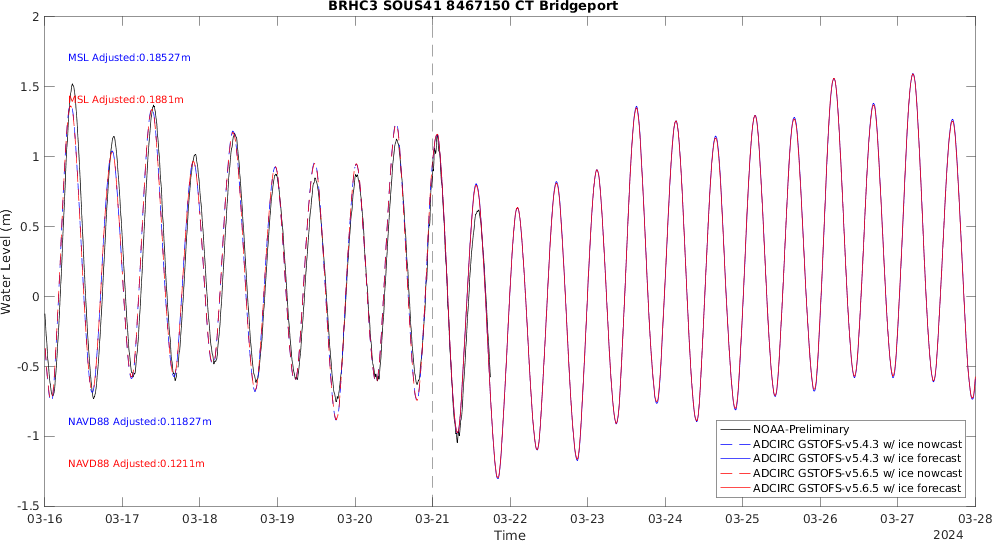 BRHC3 SOUS41 8467150 CT Bridgeport
2
1.5
1
0.5
0
-0.5
-1
-1.5
Water Level (m)
MSL Adjusted:0.18527m
MSL Adjusted:0.1881m
NAVD88 Adjusted:0.11827m
NAVD88 Adjusted:0.1211m
NOAA-Preliminary
ADCIRC GSTOFS-v5.4.3 w/ ice nowcast
ADCIRC GSTOFS-v5.4.3 w/ ice forecast
ADCIRC GSTOFS-v5.6.5 w/ ice nowcast
ADCIRC GSTOFS-v5.6.5 w/ ice forecast
03-16 03-17 03-18 03-19 03-20 03-21 03-22 03-23 03-24 03-25 03-26 03-27 03-28
Time
2024